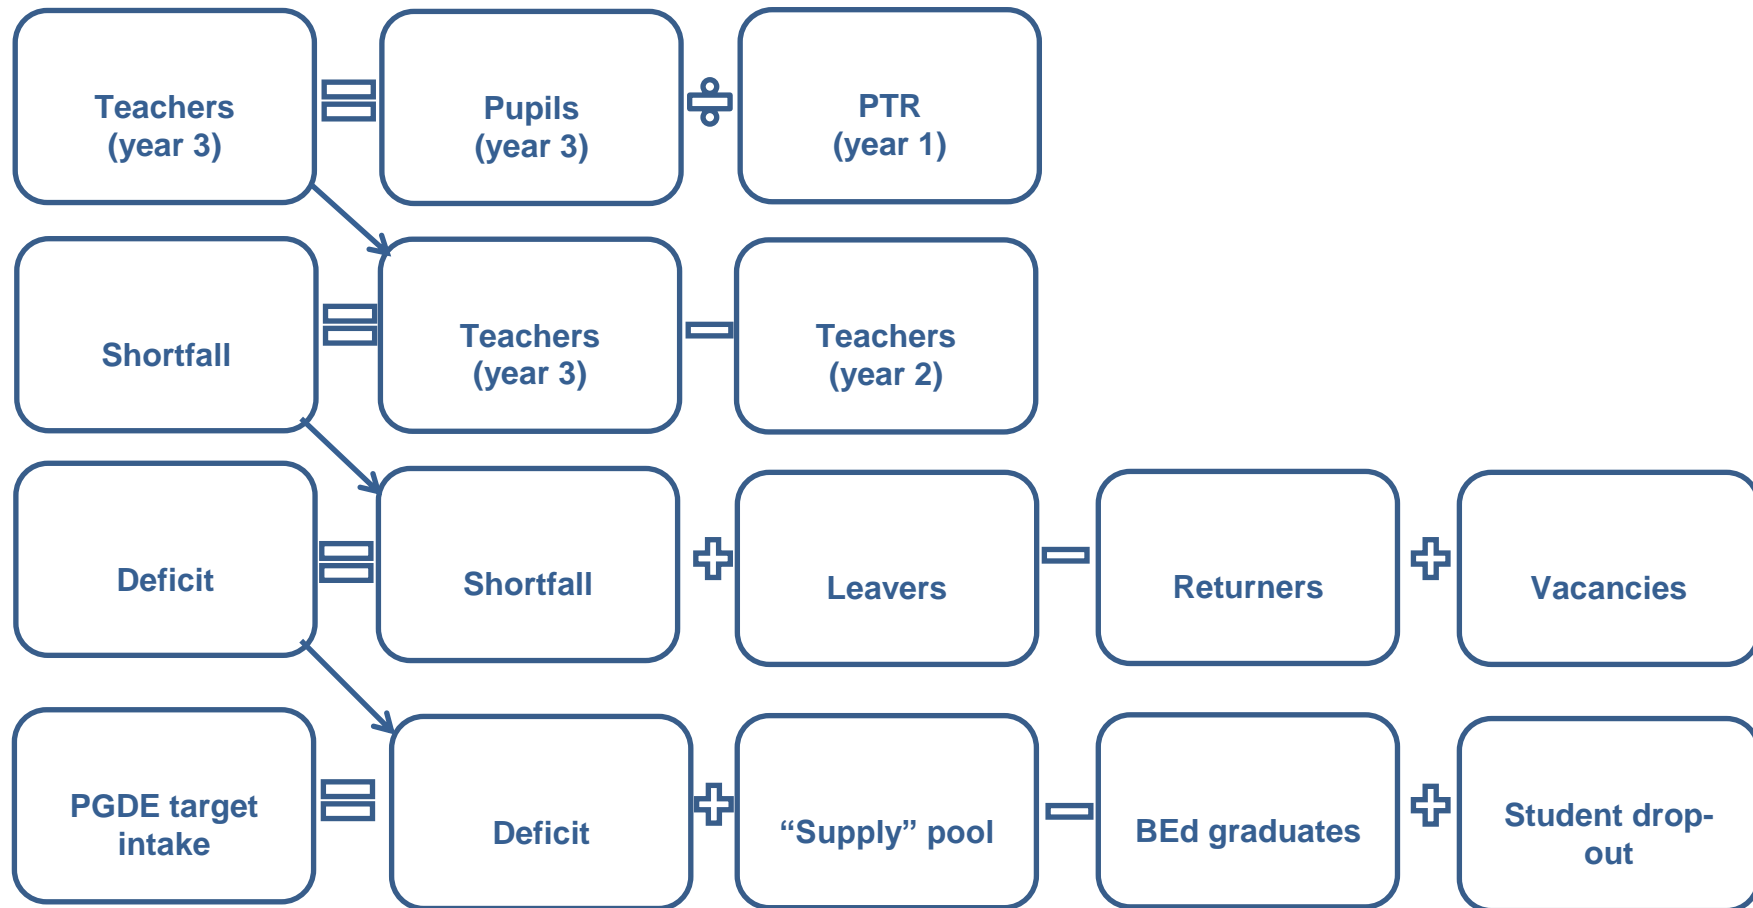 Teachers
(year 3)
Pupils
(year 3)
PTR
(year 1)
Shortfall
Teachers
(year 3)
Teachers
(year 2)
Deficit
Shortfall
Leavers
Returners
Vacancies
PGDE target
intake
Deficit
“Supply” pool
BEd graduates
Student drop-
out